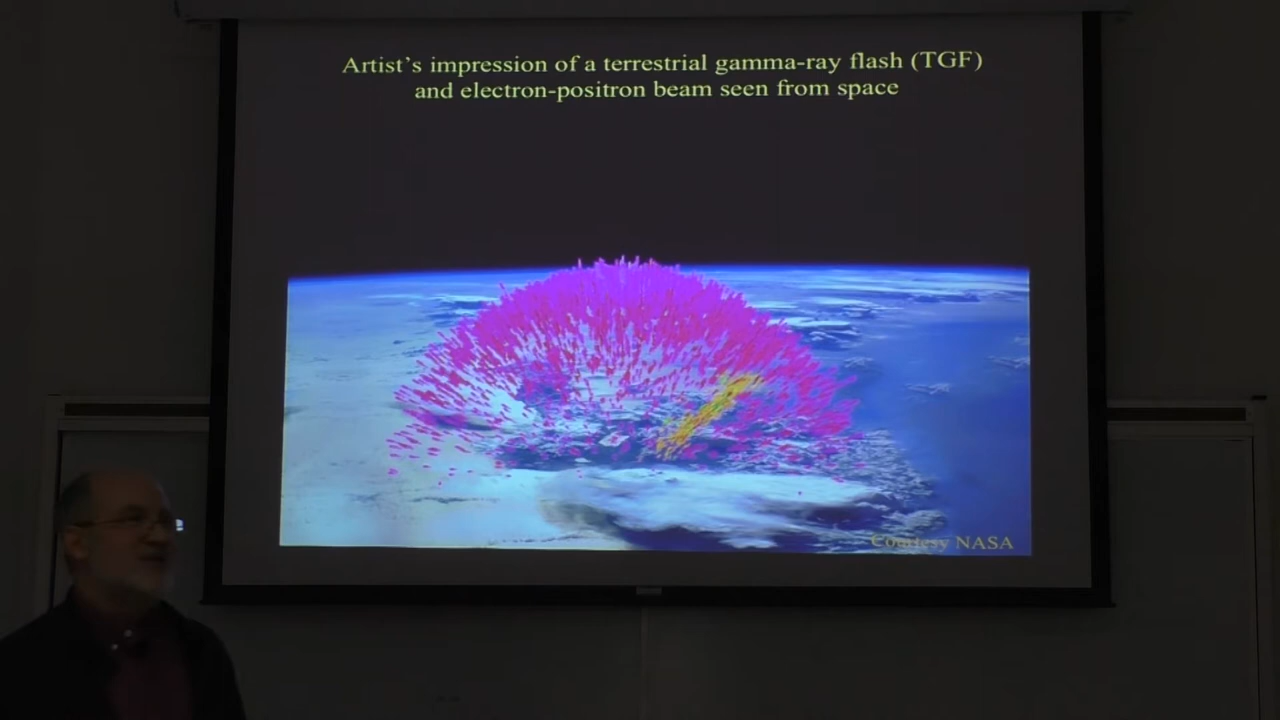 Artist's impression of a terrestrial gamma-ray flash (TGF)
and electron-positron beam seen from space
Courtesy NASA